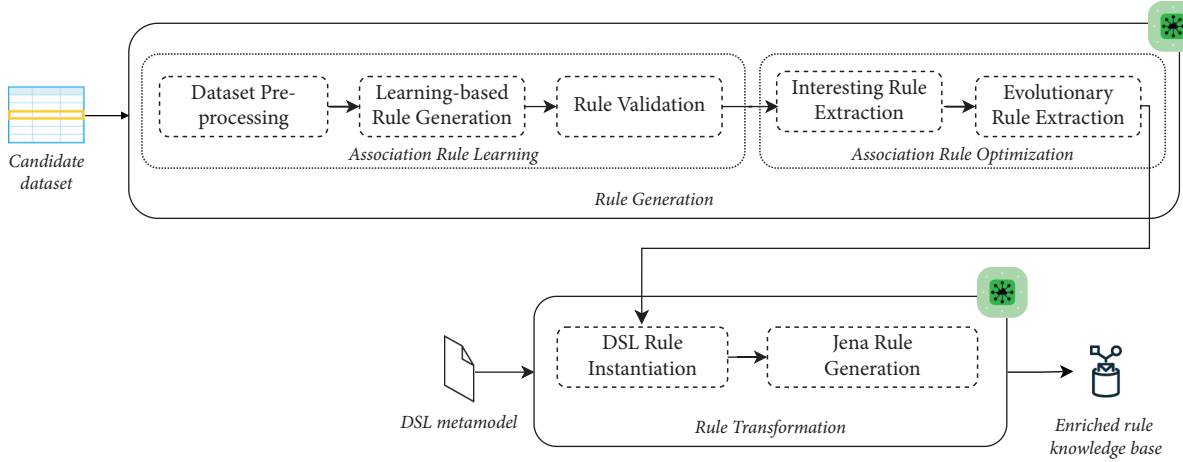 Dataset Pre-
processing
Learning-based
Rule Generation
Rule Validation
Association Rule Learning
Interesting Rule
Extraction
Evolutionary
Rule Extraction
Association Rule Optimization
Candidate
dataset
Rule Generation
DSL Rule
Instantiation
Jena Rule
Generation
DSL metamodel
Rule Transformation
Enriched rule
knowledge base